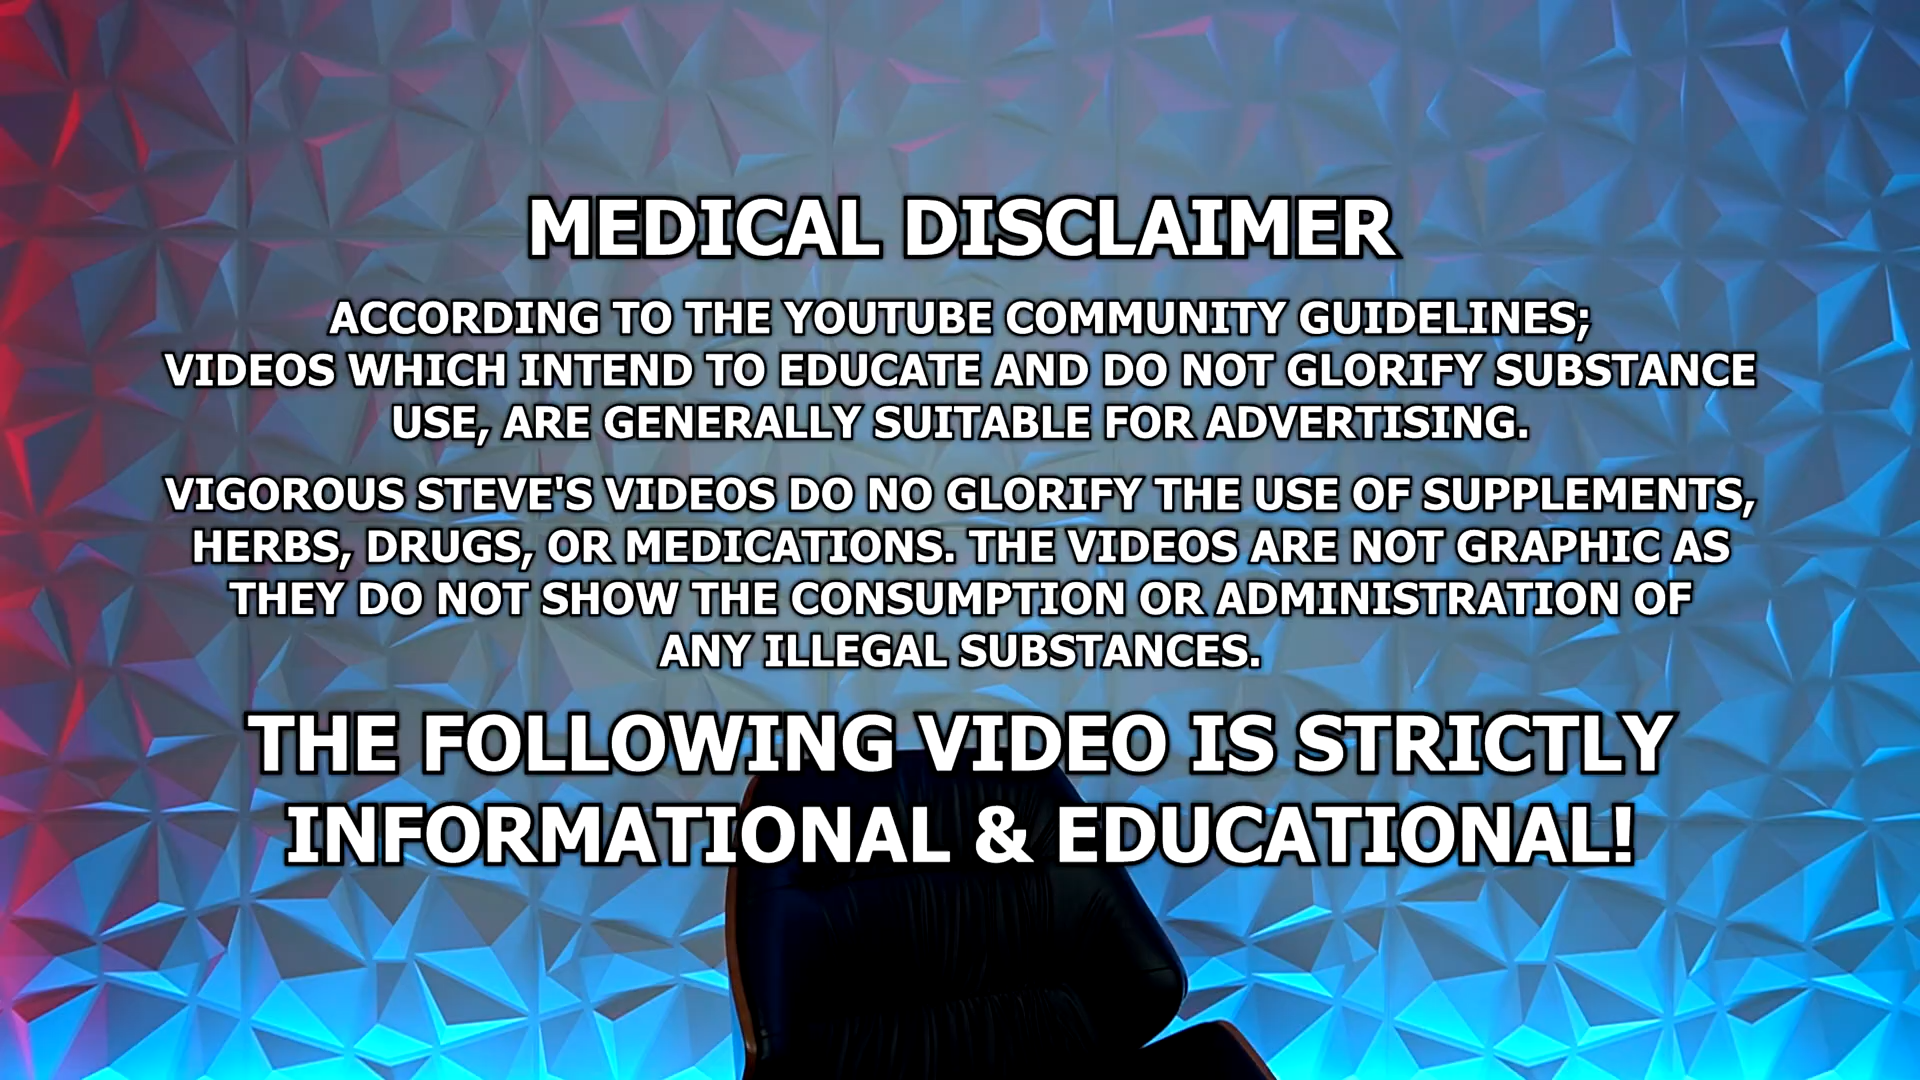 MEDICAL DISCLAIMER
ACCORDING TO THE YOUTUBE COMMUNITY GUIDELINES;
VIDEOS WHICH INTEND TO EDUCATE AND DO NOT GLORIFY SUBSTANCE
USE, ARE GENERALLY SUITABLE FOR ADVERTISING.
VIGOROUS STEVE'S VIDEOS DO NO GLORIFY THE USE OF SUPPLEMENTS,
HERBS, DRUGS, OR MEDICATIONS. THE VIDEOS ARE NOT GRAPHIC AS
THEY DO NOT SHOW THE CONSUMPTION OR ADMINISTRATION OF
ANY ILLEGAL SUBSTANCES.
THE FOLLOWING VIDEO IS STRICTLY
INFORMATIONAL & EDUCATIONAL!